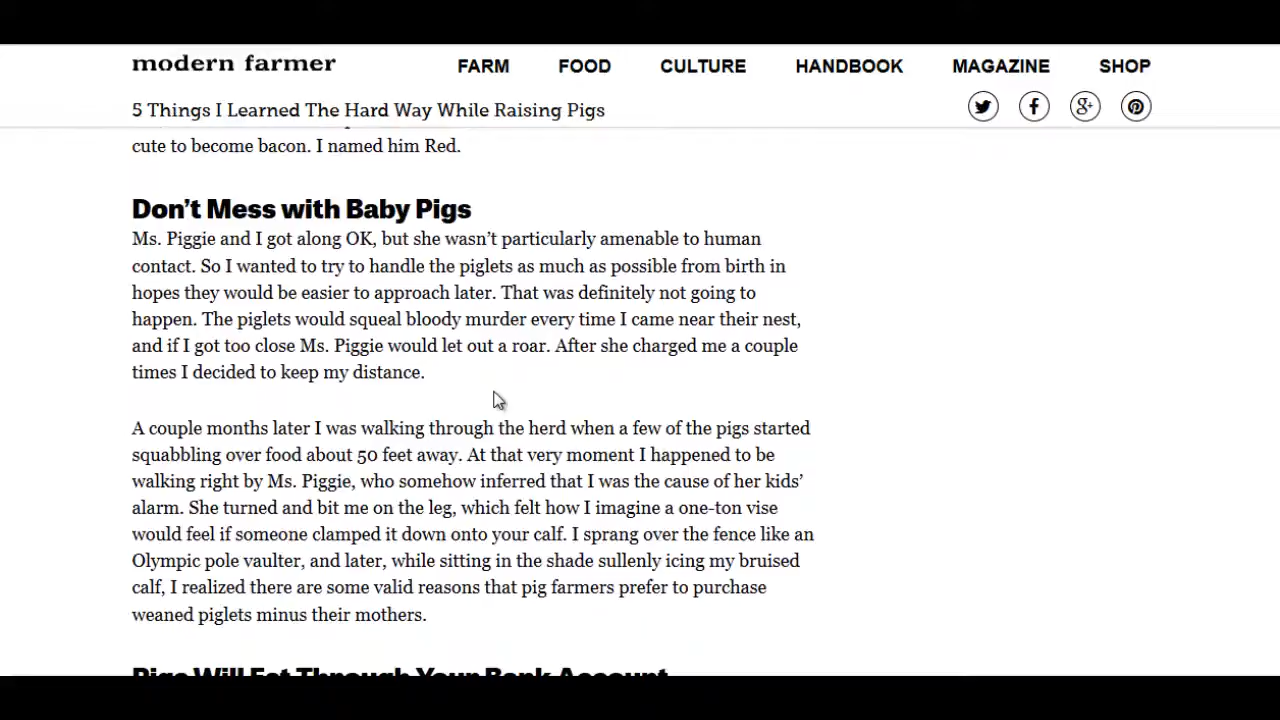 modern farmer
FARM FOOD CULTURE HANDBOOK MAGAZINE SHOP
5 Things I Learned The Hard Way While Raising Pigs
cute to become bacon. I named him Red.
Don’t Mess with Baby Pigs
Ms. Piggie and I got along OK, but she wasn’t particularly amenable to human
contact. So I wanted to try to handle the piglets as much as possible from birth in
hopes they would be easier to approach later. That was definitely not going to
happen. The piglets would squeal bloody murder every time I came near their nest,
and if I got too close Ms. Piggie would let out a roar. After she charged me a couple
times I decided to keep my distance.
A couple months later I was walking through the herd when a few of the pigs started
squabbling over food about 50 feet away. At that very moment I happened to be
walking right by Ms. Piggie, who somehow inferred that I was the cause of her kids’
alarm. She turned and bit me on the leg, which felt how I imagine a one-ton vise
would feel if someone clamped it down onto your calf. I sprang over the fence like an
Olympic pole vaulter, and later, while sitting in the shade sullenly icing my bruised
calf, I realized there are some valid reasons that pig farmers prefer to purchase
weaned piglets minus their mothers.
Pigs Will Eat Through Your Bank Account